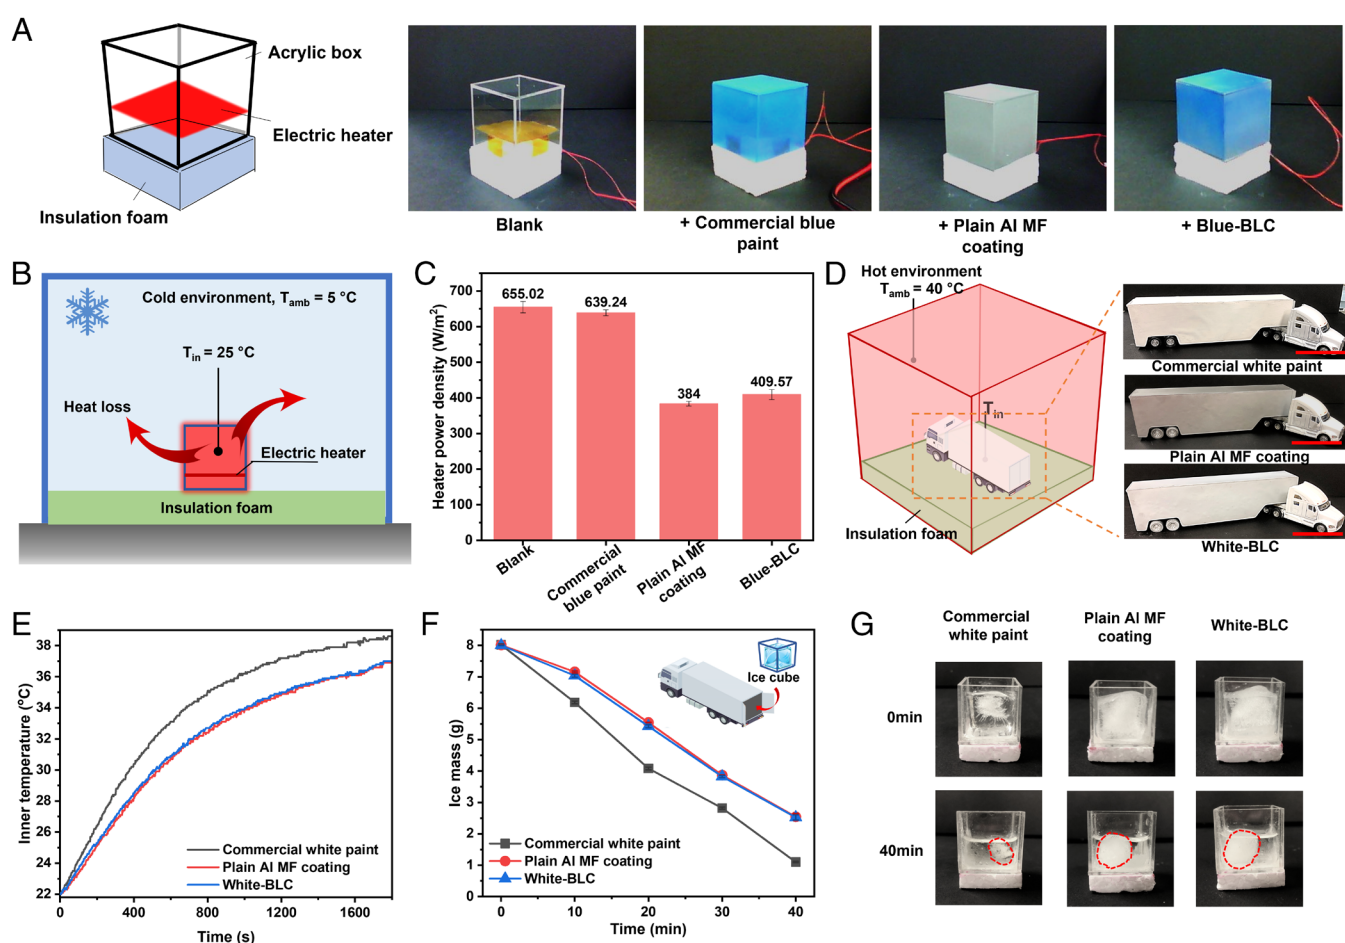 A
Acrylic box
Electric heater
Insulation foam
Blank
+ Commercial blue
paint
+ Plain Al MF
coating
+ Blue-BLC
B
Cold environment, Tamb = 5 °C
Tin = 25 °C
Heat loss
Electric heater
Insulation foam
C
Heater power density (W/m²)
700
600
500
400
300
200
100
0
655.02
639.24
384
409.57
Blank
Commercial
blue paint
Plain Al MF
coating
Blue-BLC
D
Hot environment
Tamb = 40 °C
Tin
Insulation foam
Commercial white paint
Plain Al MF coating
White-BLC
E
Inner temperature (°C)
38
36
34
32
30
28
26
24
22
Commercial white paint
Plain Al MF coating
White-BLC
0
400
800
1200
1600
Time (s)
F
Ice mass (g)
8
7
6
5
4
3
2
1
0
Ice cube
Commercial white paint
Plain Al MF coating
White-BLC
0
10
20
30
40
Time (min)
G
Commercial
white paint
Plain Al MF
coating
White-BLC
0min
40min